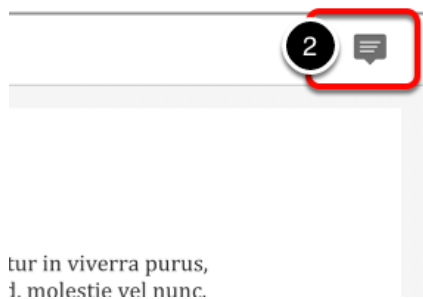 2
tur in viverra purus,
d, molestie vel nunc.